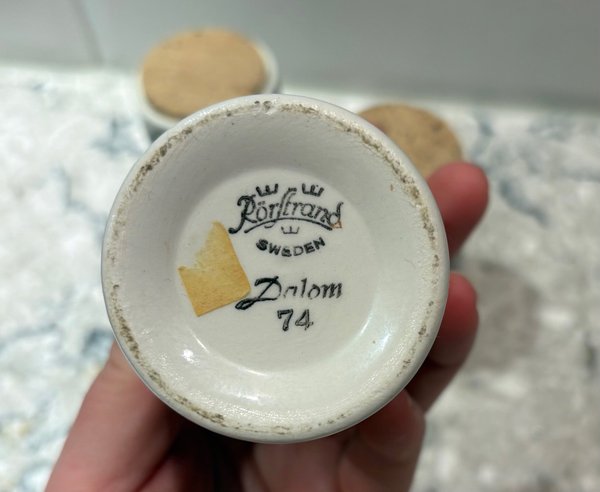 Rörstrand
SWEDEN
Dalom
74